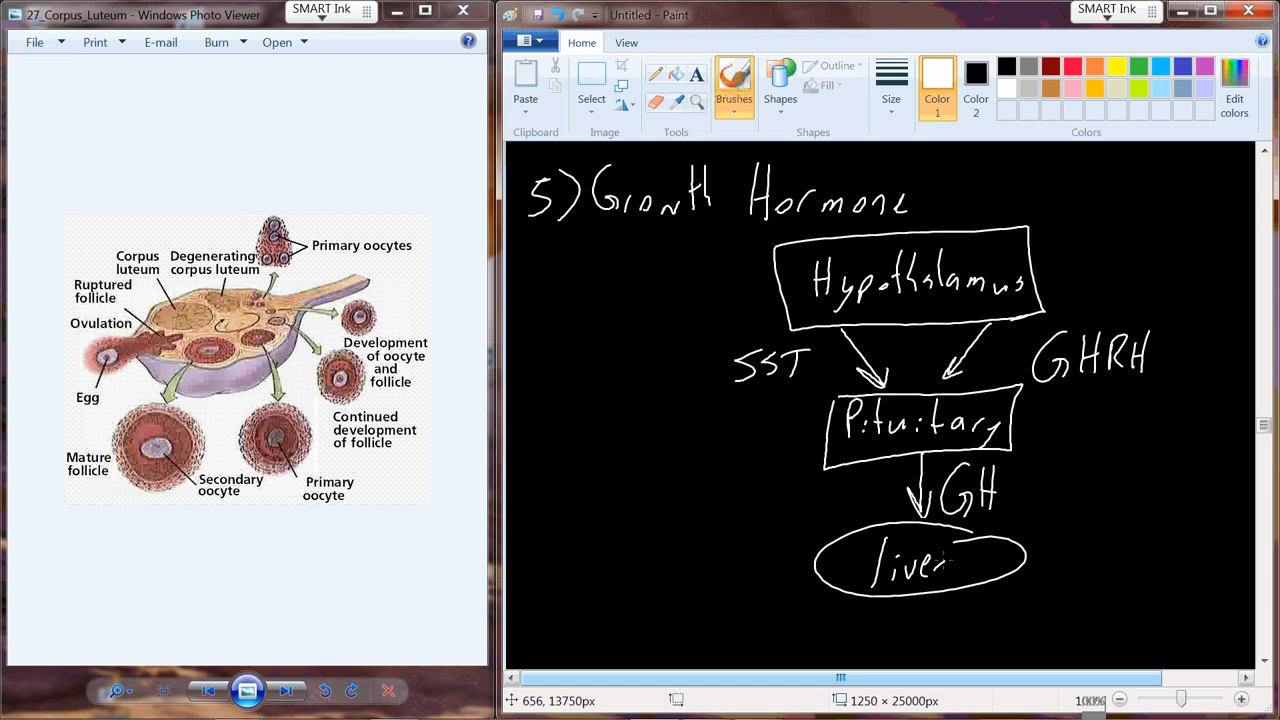 27_Corpus_Luteum - Windows Photo Viewer
SMART Ink
File Print E-mail Burn Open
Corpus
luteum
Degenerating
corpus luteum
Primary oocytes
Ruptured
follicle
Ovulation
Egg
Development
of oocyte
and
follicle
Continued
development
of follicle
Mature
follicle
Secondary
oocyte
Primary
oocyte
Untitled - Paint
SMART Ink
Home View
Paste
Select
Brushes
Shapes
Outline
Fill
Size
Color
1
Color
2
Edit
colors
Clipboard Image Tools Shapes Colors
5) Growth Hormone
Hypothalamus
SST GHRH
Pituitary
GH
liver
656, 13750px 1250 × 25000px